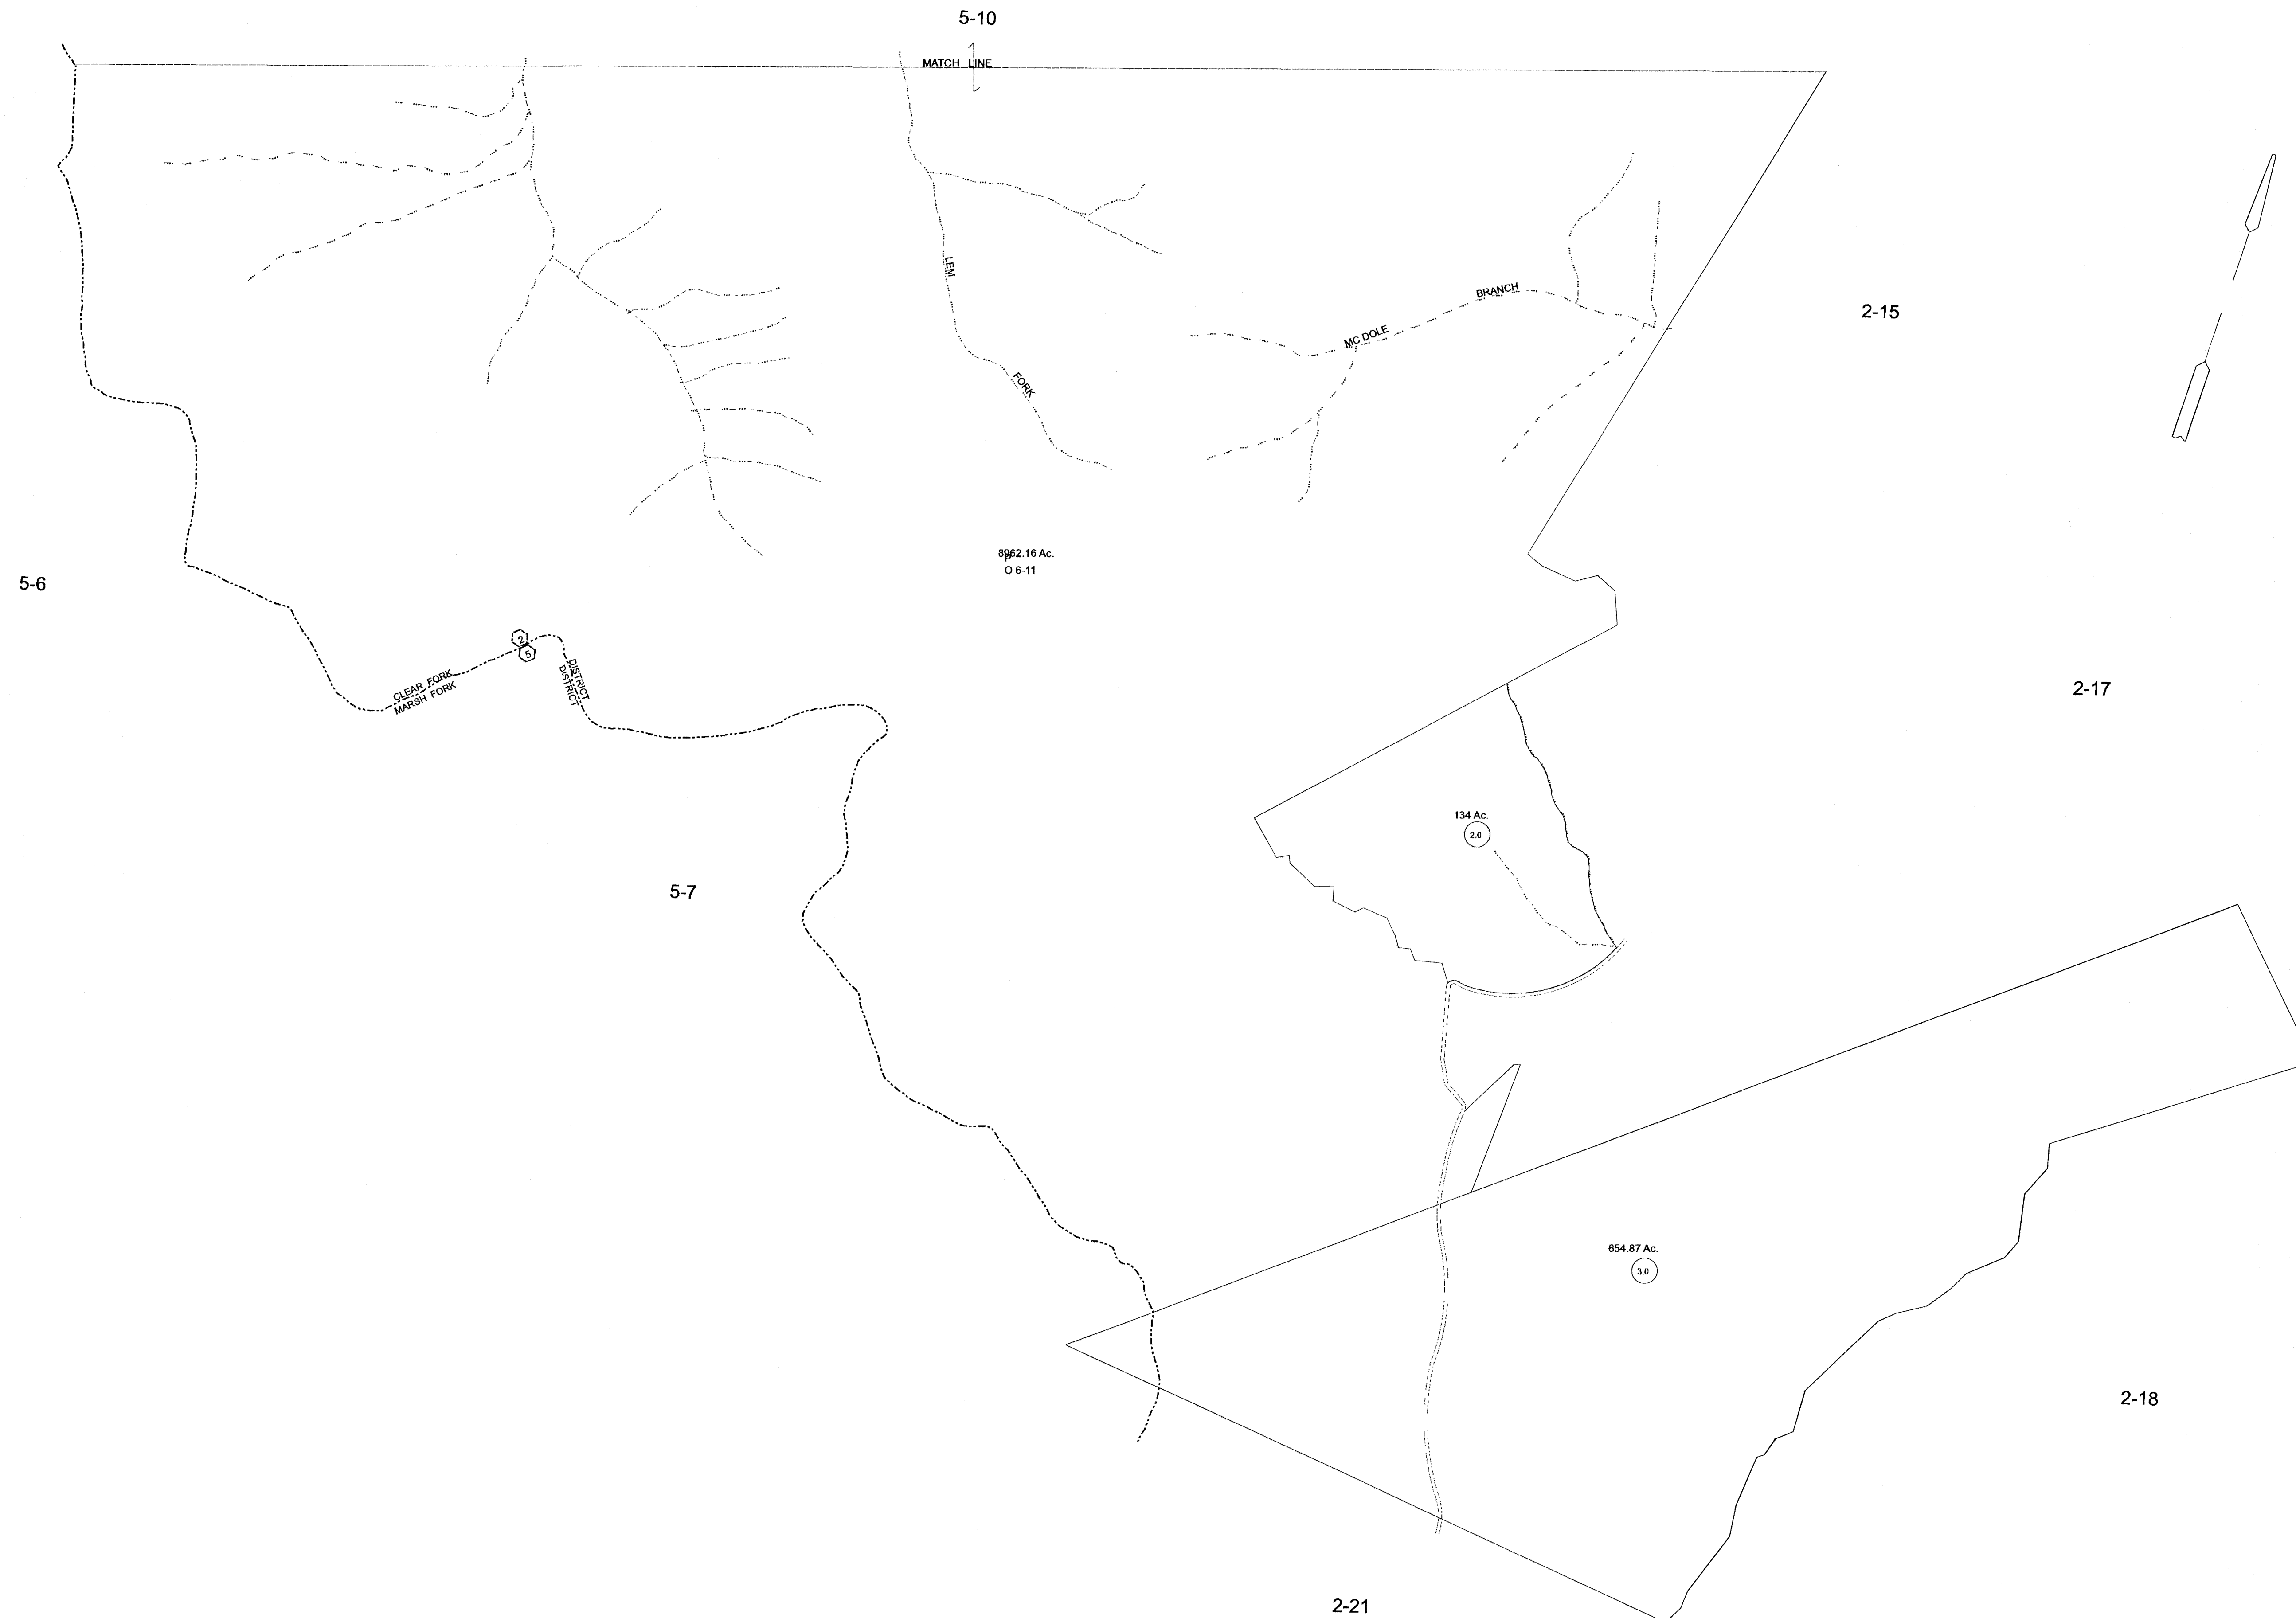 5-10
MATCH LINE
LEM
FORK
MC DOLE
BRANCH
2-15
8962.16 Ac.
P
O 6-11
5-6
2
5
CLEAR FORK
DISTRICT
MARSH FORK
DISTRICT
2-17
134 Ac.
2.0
5-7
654.87 Ac.
3.0
2-18
2-21